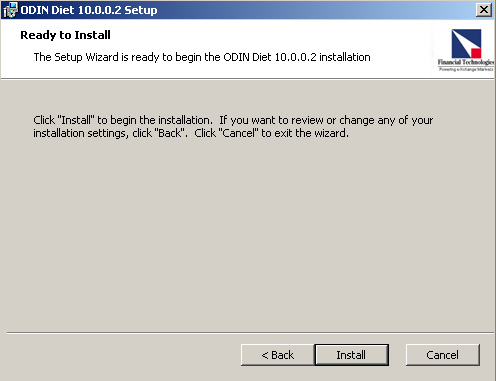 ODIN Diet 10.0.0.2 Setup
Ready to Install
The Setup Wizard is ready to begin the ODIN Diet 10.0.0.2 installation
Financial Technologies
Powering e.Xchange Markets
Click "Install" to begin the installation. If you want to review or change any of your
installation settings, click "Back". Click "Cancel" to exit the wizard.
< Back
Install
Cancel